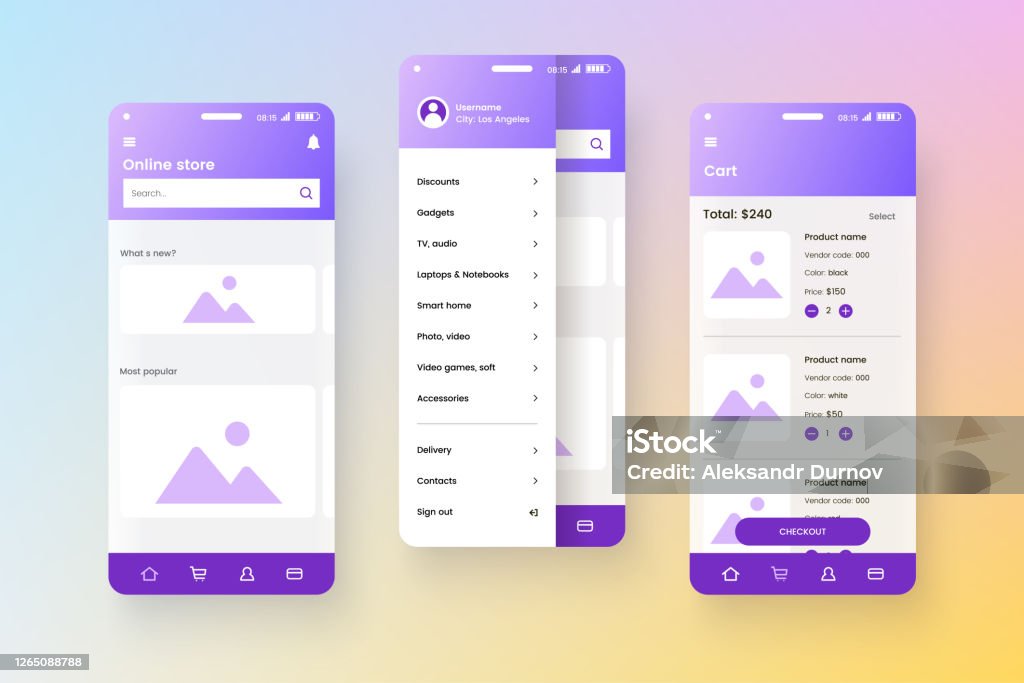 08:15
Online store
Search...
What s new?
Most popular
08:15
Username
City: Los Angeles
Discounts
Gadgets
TV, audio
Laptops & Notebooks
Smart home
Photo, video
Video games, soft
Accessories
Delivery
Contacts
Sign out
08:15
Cart
Total: $240
Select
Product name
Vendor code: 000
Color: black
Price: $150
2
Product name
Vendor code: 000
Color: white
Price: $50
1
Product name
Vendor code: 000
CHECKOUT
iStock™
Credit: Aleksandr Durnov
1265088788